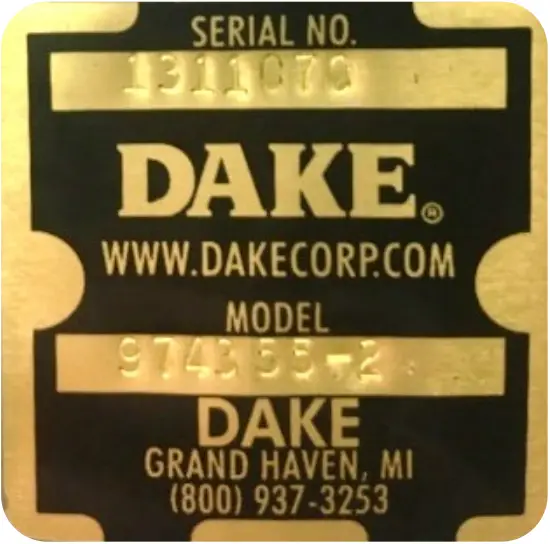 SERIAL NO.
1311070
DAKE®
WWW.DAKECORP.COM
MODEL
974355-2
DAKE
GRAND HAVEN, MI
(800) 937-3253